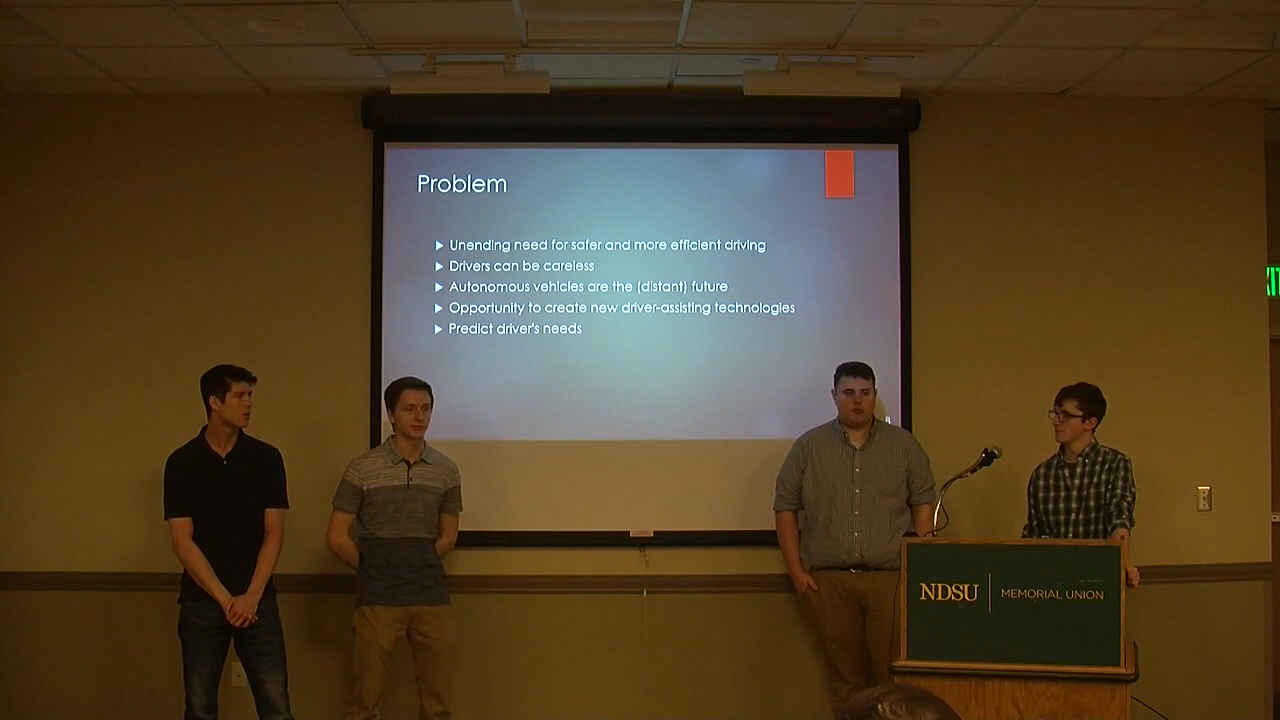 Problem
Unending need for safer and more efficient driving
Drivers can be careless
Autonomous vehicles are the (distant) future
Opportunity to create new driver-assisting technologies
Predict driver's needs
NDSU MEMORIAL UNION